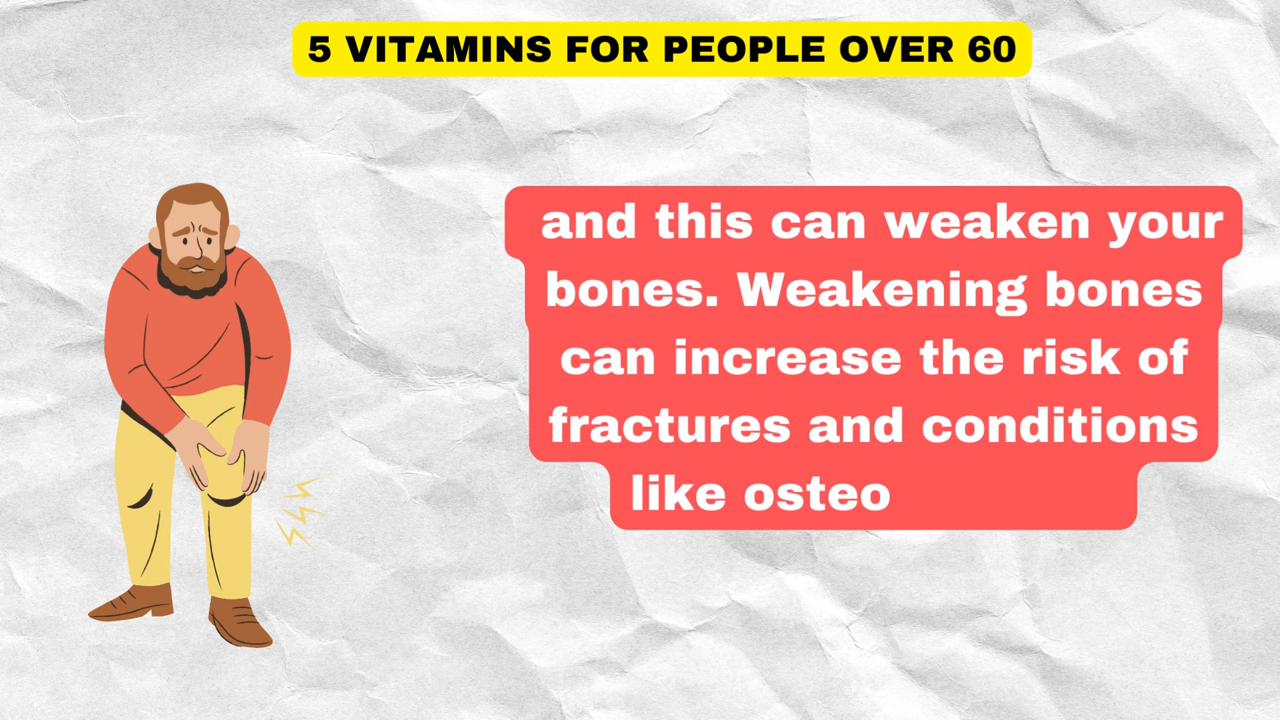 5 VITAMINS FOR PEOPLE OVER 60
and this can weaken your
bones. Weakening bones
can increase the risk of
fractures and conditions
like osteo